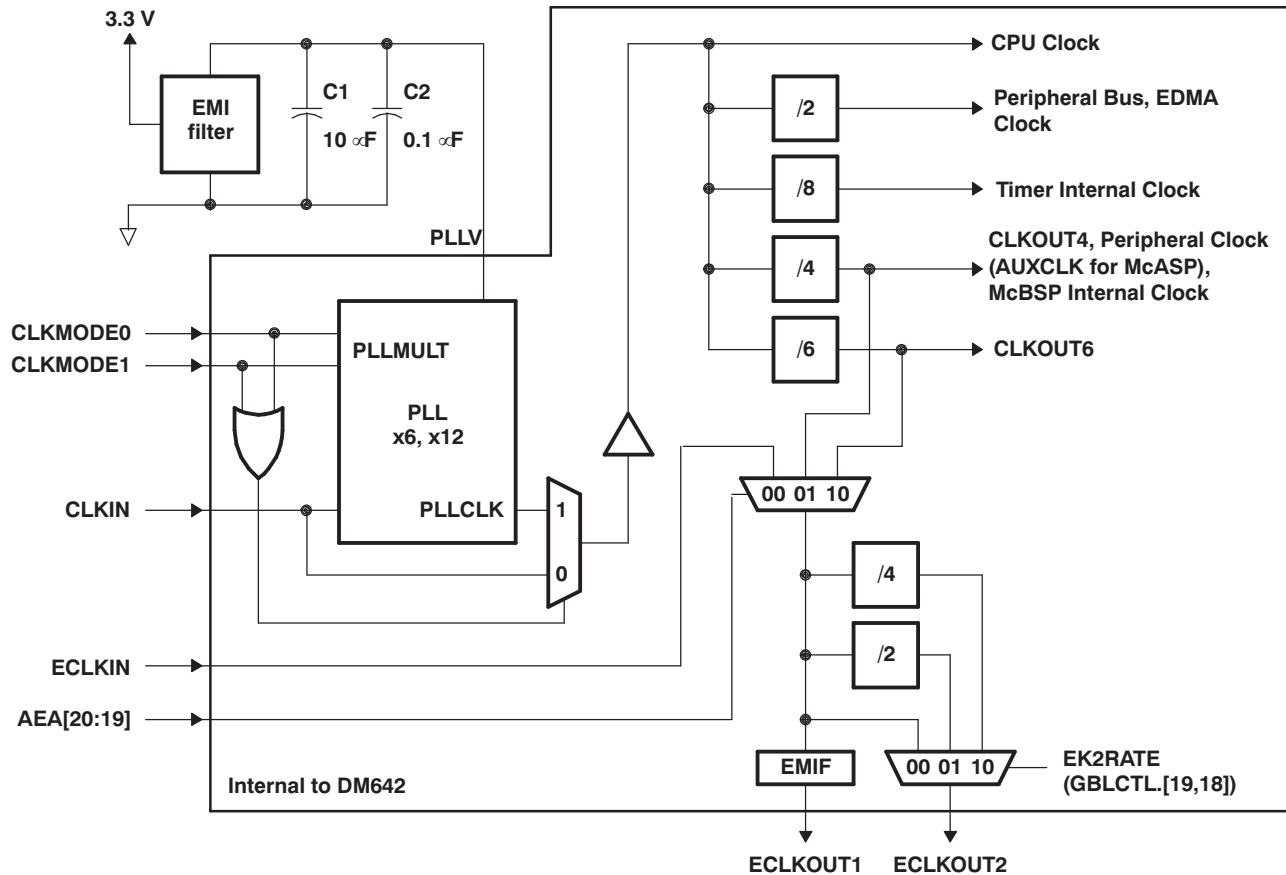 3.3 V
EMI
filter
C1
10 ∝F
C2
0.1 ∝F
PLLV
CPU Clock
/2
Peripheral Bus, EDMA
Clock
/8
Timer Internal Clock
/4
CLKOUT4, Peripheral Clock
(AUXCLK for McASP),
McBSP Internal Clock
/6
CLKOUT6
CLKMODE0
CLKMODE1
PLLMULT
PLL
x6, x12
CLKIN
PLLCLK
1
0
00 01 10
/4
/2
ECLKIN
AEA[20:19]
EMIF
00 01 10
EK2RATE
(GBLCTL.[19,18])
Internal to DM642
ECLKOUT1
ECLKOUT2